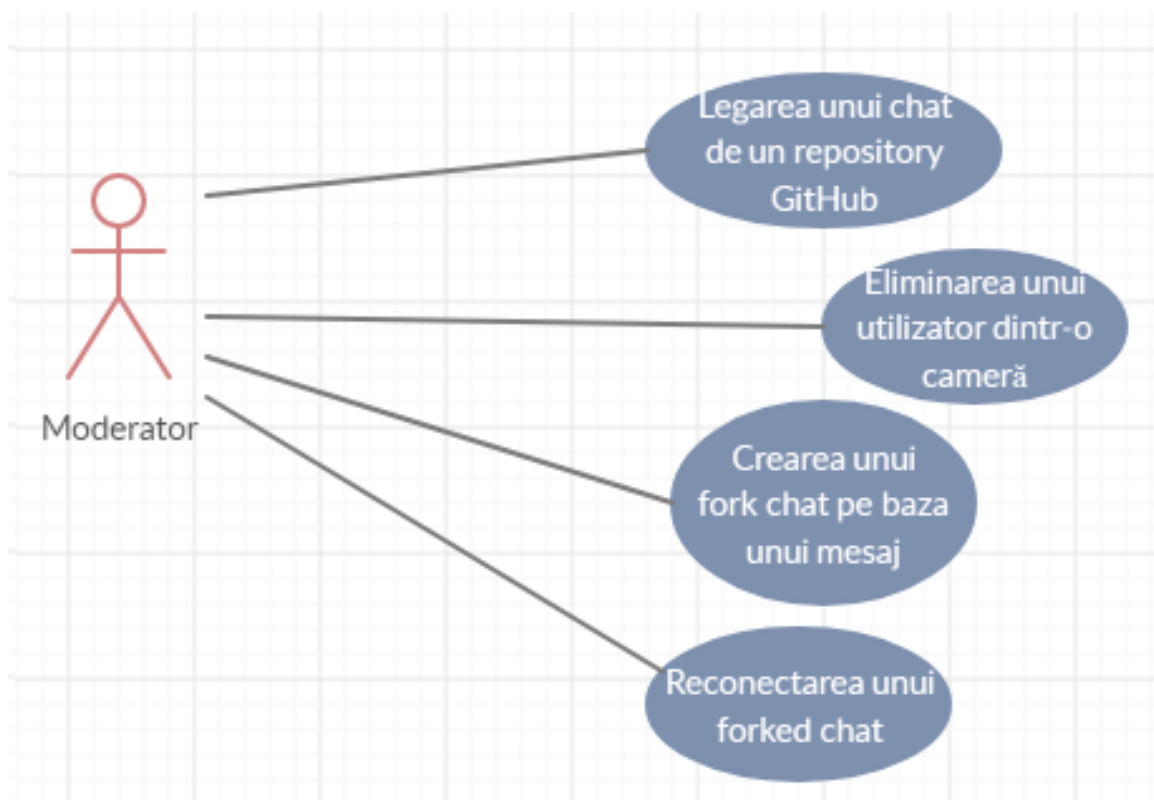 Legarea unui chat
de un repository
GitHub
Eliminarea unui
utilizator dintr-o
cameră
Moderator
Crearea unui
fork chat pe baza
unui mesaj
Reconectarea unui
forked chat